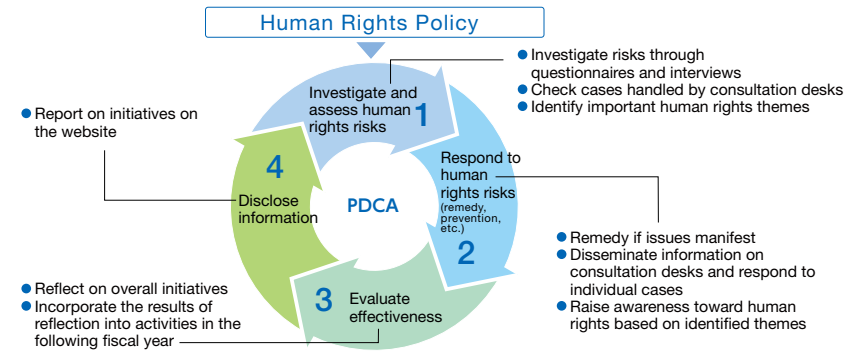 Human Rights Policy
Investigate and
assess human
rights risks
1
● Investigate risks through
questionnaires and interviews
● Check cases handled by consultation desks
● Identify important human rights themes
Respond to
human
rights risks
(remedy,
prevention,
etc.)
2
● Remedy if issues manifest
● Disseminate information on
consultation desks and respond to
individual cases
● Raise awareness toward human
rights based on identified themes
3
Evaluate
effectiveness
● Reflect on overall initiatives
● Incorporate the results of
reflection into activities in the
following fiscal year
4
Disclose
information
● Report on initiatives on
the website
PDCA